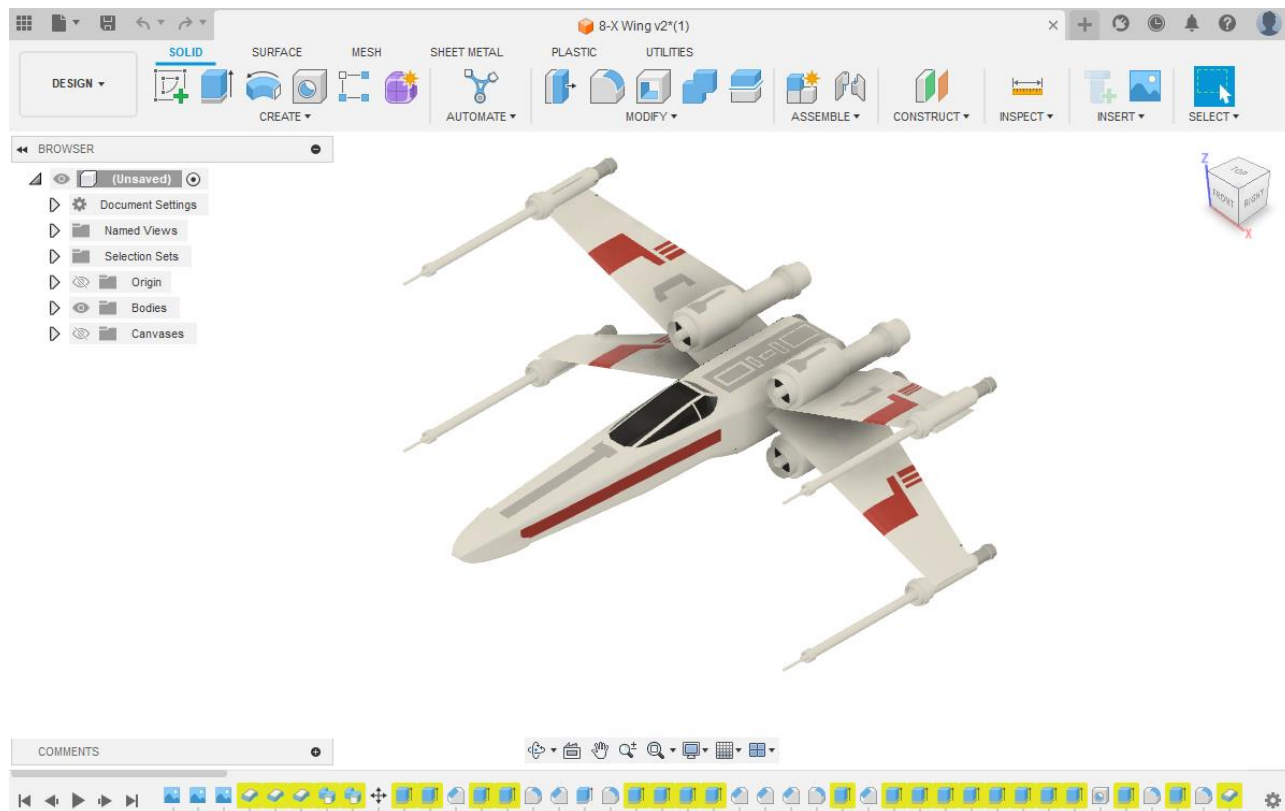 8-X Wing v2*(1)
SOLID SURFACE MESH SHEET METAL PLASTIC UTILITIES
DESIGN
CREATE AUTOMATE MODIFY ASSEMBLE CONSTRUCT INSPECT INSERT SELECT
BROWSER
(Unsaved)
Document Settings
Named Views
Selection Sets
Origin
Bodies
Canvases
Z
TOP
FRONT RIGHT
X
COMMENTS